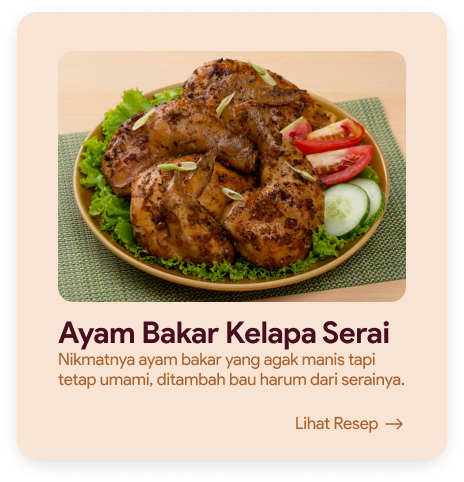 Ayam Bakar Kelapa Serai
Nikmatnya ayam bakar yang agak manis tapi
tetap umami, ditambah bau harum dari serainya.
Lihat Resep →